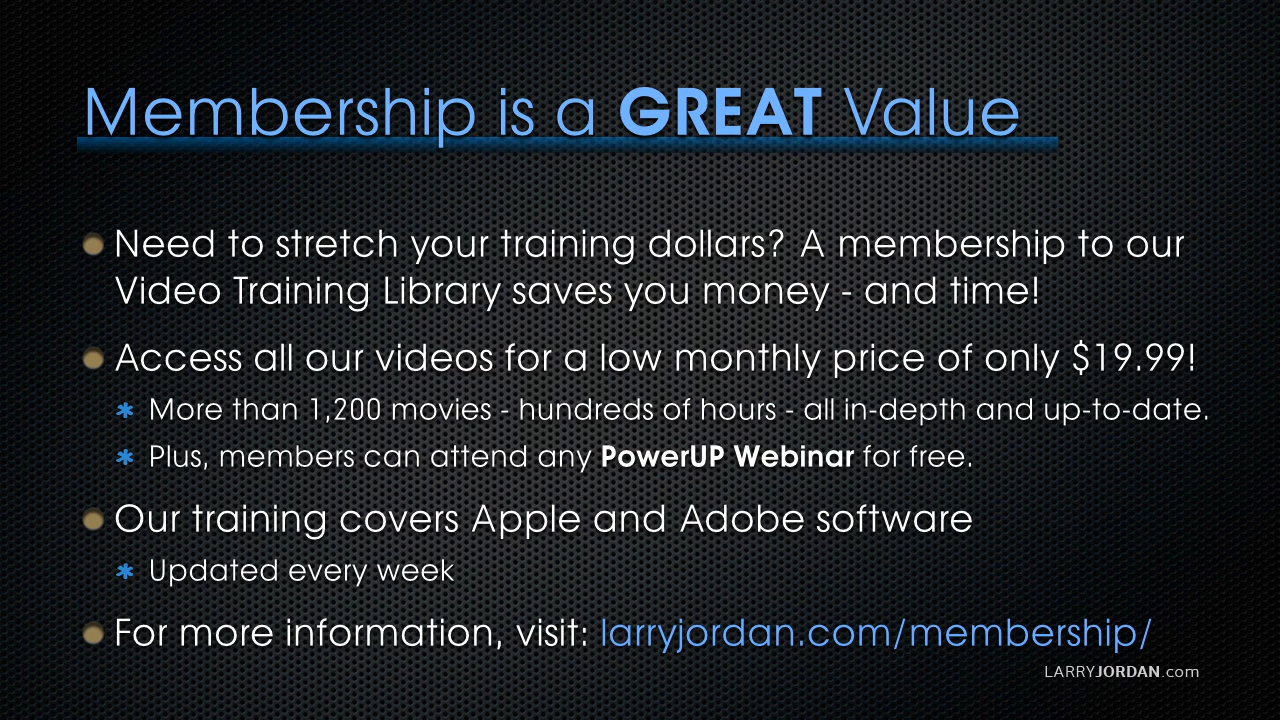 Membership is a GREAT Value
Need to stretch your training dollars? A membership to our
Video Training Library saves you money - and time!
Access all our videos for a low monthly price of only $19.99!
More than 1,200 movies - hundreds of hours - all in-depth and up-to-date.
Plus, members can attend any PowerUP Webinar for free.
Our training covers Apple and Adobe software
Updated every week
For more information, visit: larryjordan.com/membership/
LARRYJORDAN.com